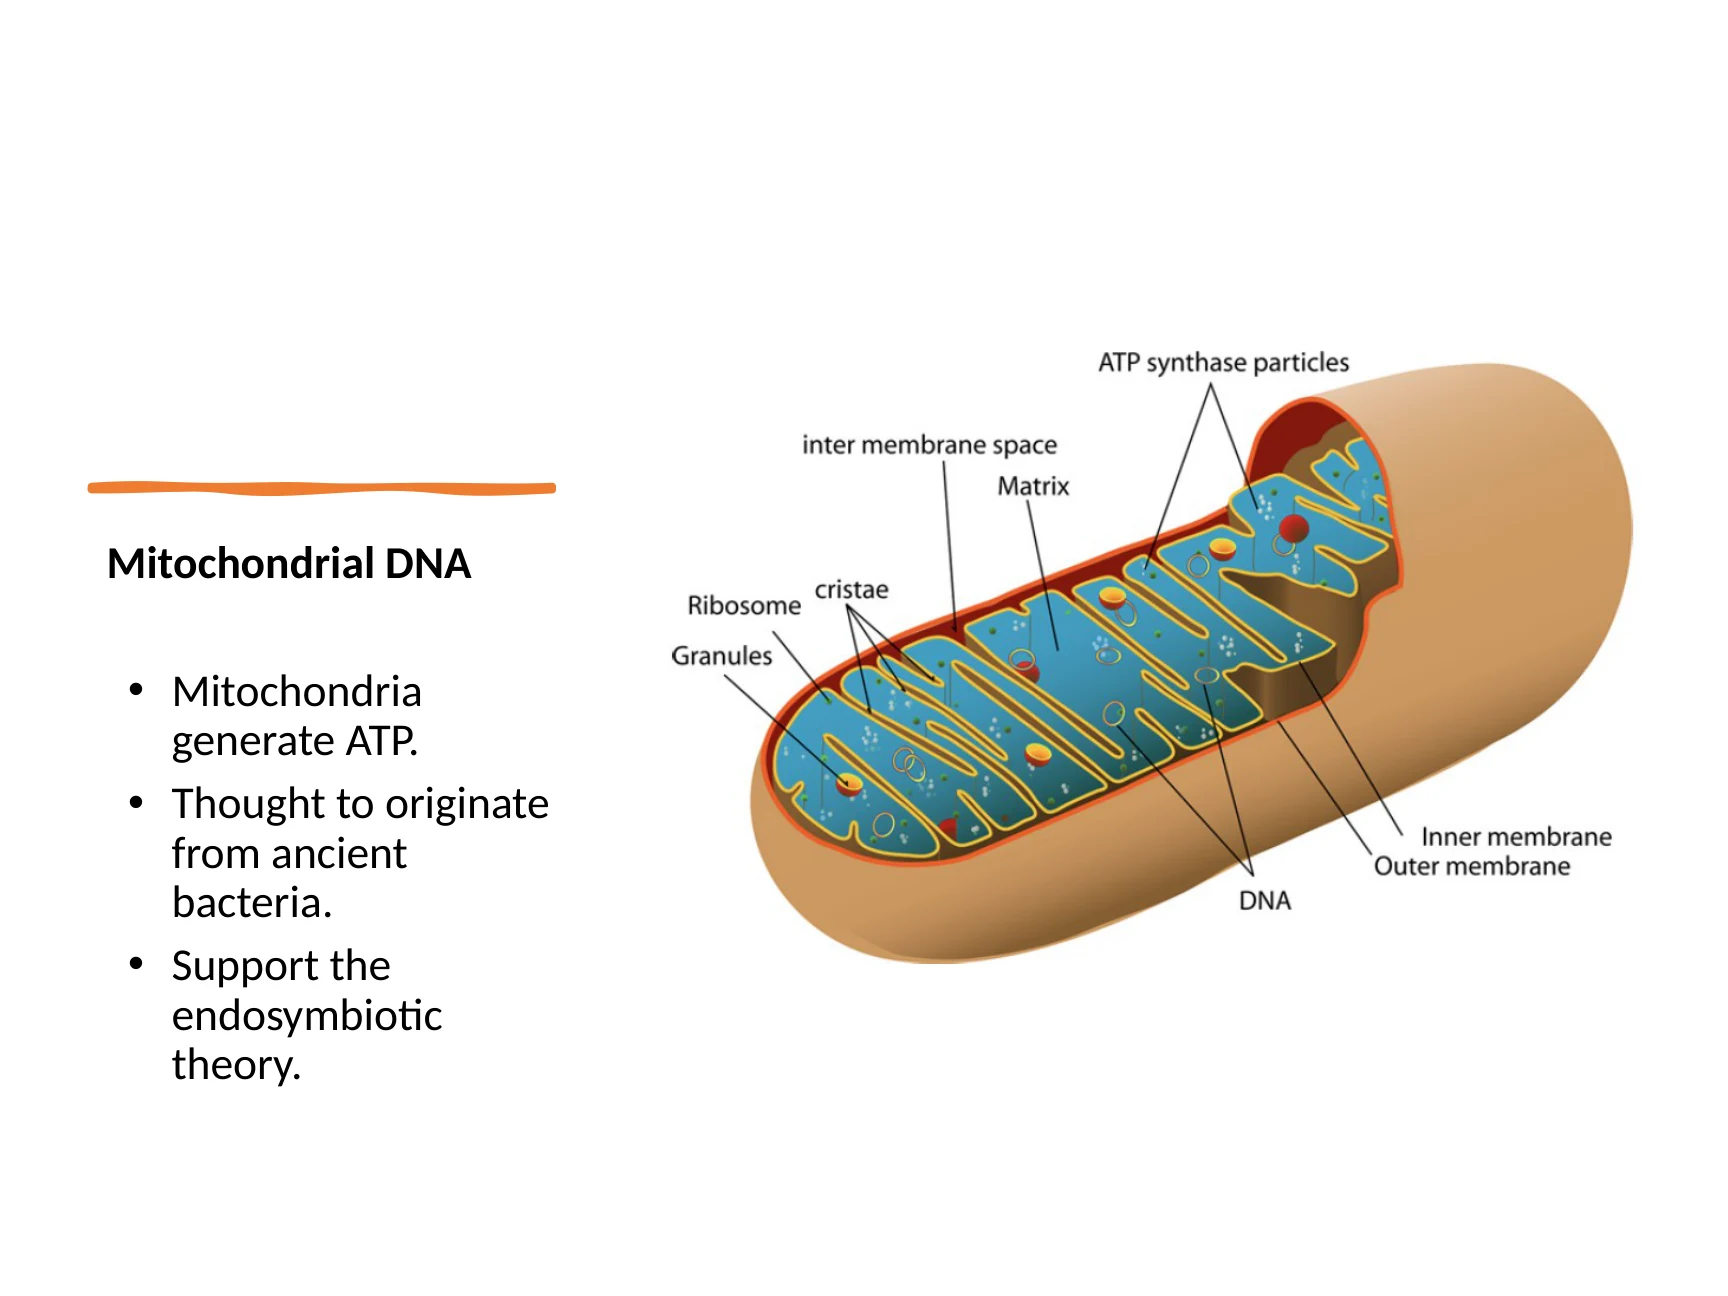 Mitochondrial DNA
• Mitochondria
generate ATP.
• Thought to originate
from ancient
bacteria.
• Support the
endosymbiotic
theory.
ATP synthase particles
inter membrane space
Matrix
cristae
Ribosome
Granules
Inner membrane
Outer membrane
DNA